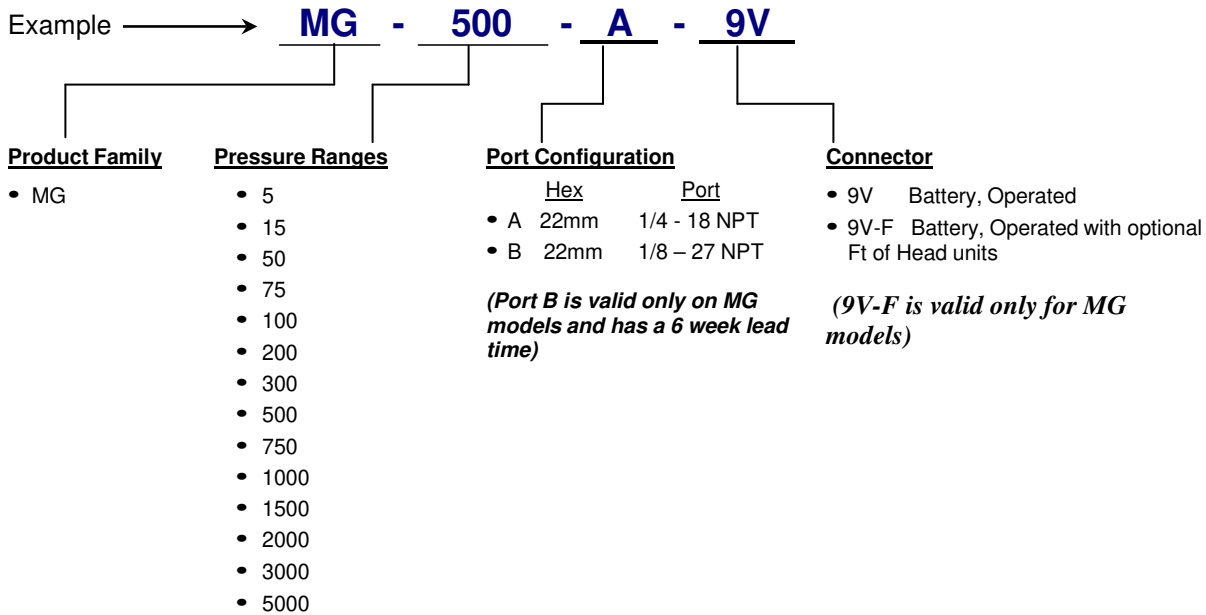 Example MG - 500 - A - 9V
Product Family
• MG
Pressure Ranges
• 5
• 15
• 50
• 75
• 100
• 200
• 300
• 500
• 750
• 1000
• 1500
• 2000
• 3000
• 5000
Port Configuration
Hex Port
• A 22mm 1/4 - 18 NPT
• B 22mm 1/8 – 27 NPT
(Port B is valid only on MG
models and has a 6 week lead
time)
Connector
• 9V Battery, Operated
• 9V-F Battery, Operated with optional
Ft of Head units
(9V-F is valid only for MG
models)